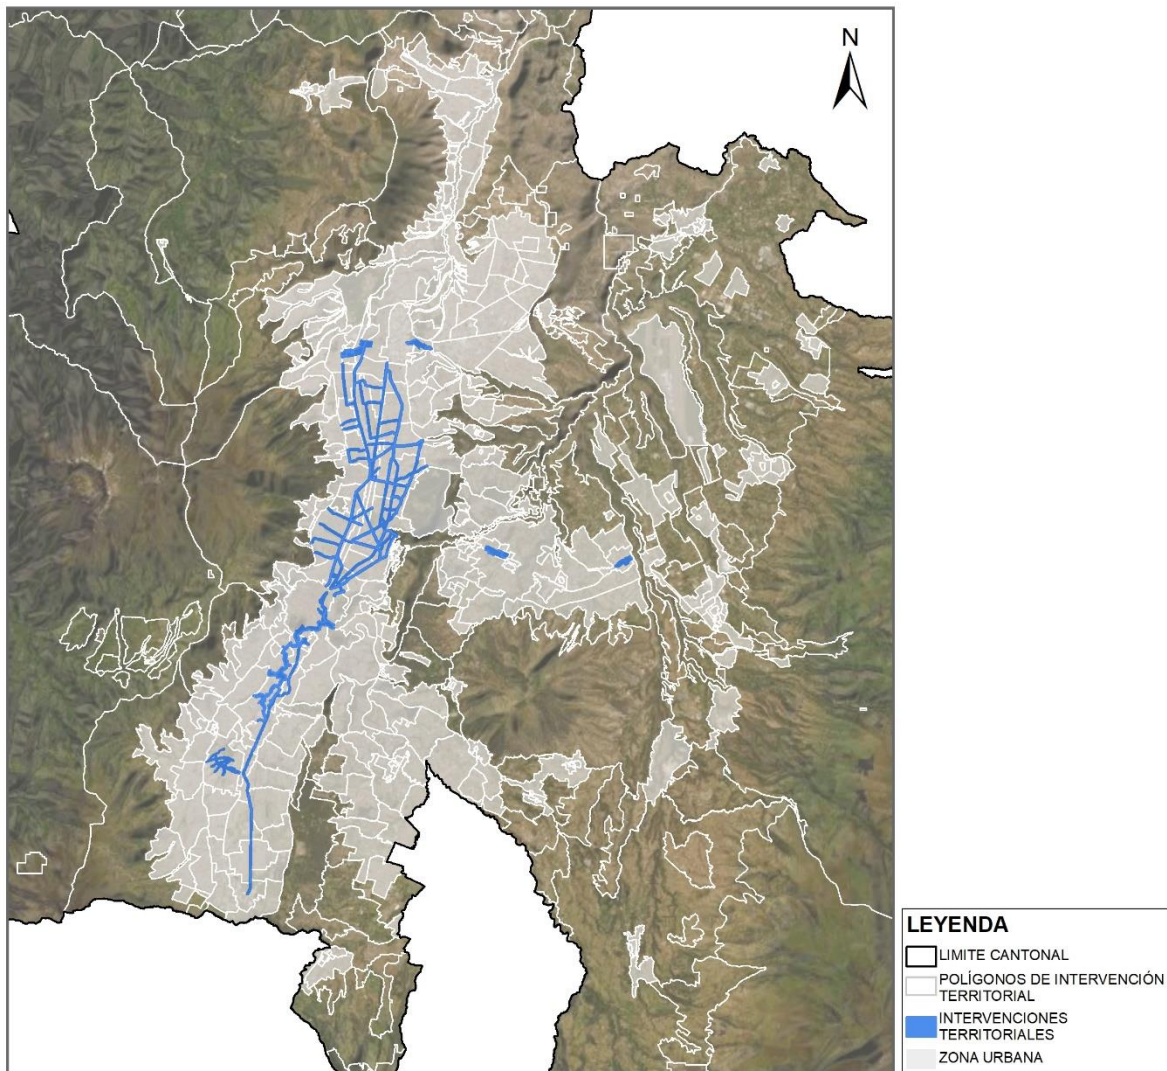 N
LEYENDA
LIMITE CANTONAL
POLÍGONOS DE INTERVENCIÓN
TERRITORIAL
INTERVENCIONES
TERRITORIALES
ZONA URBANA